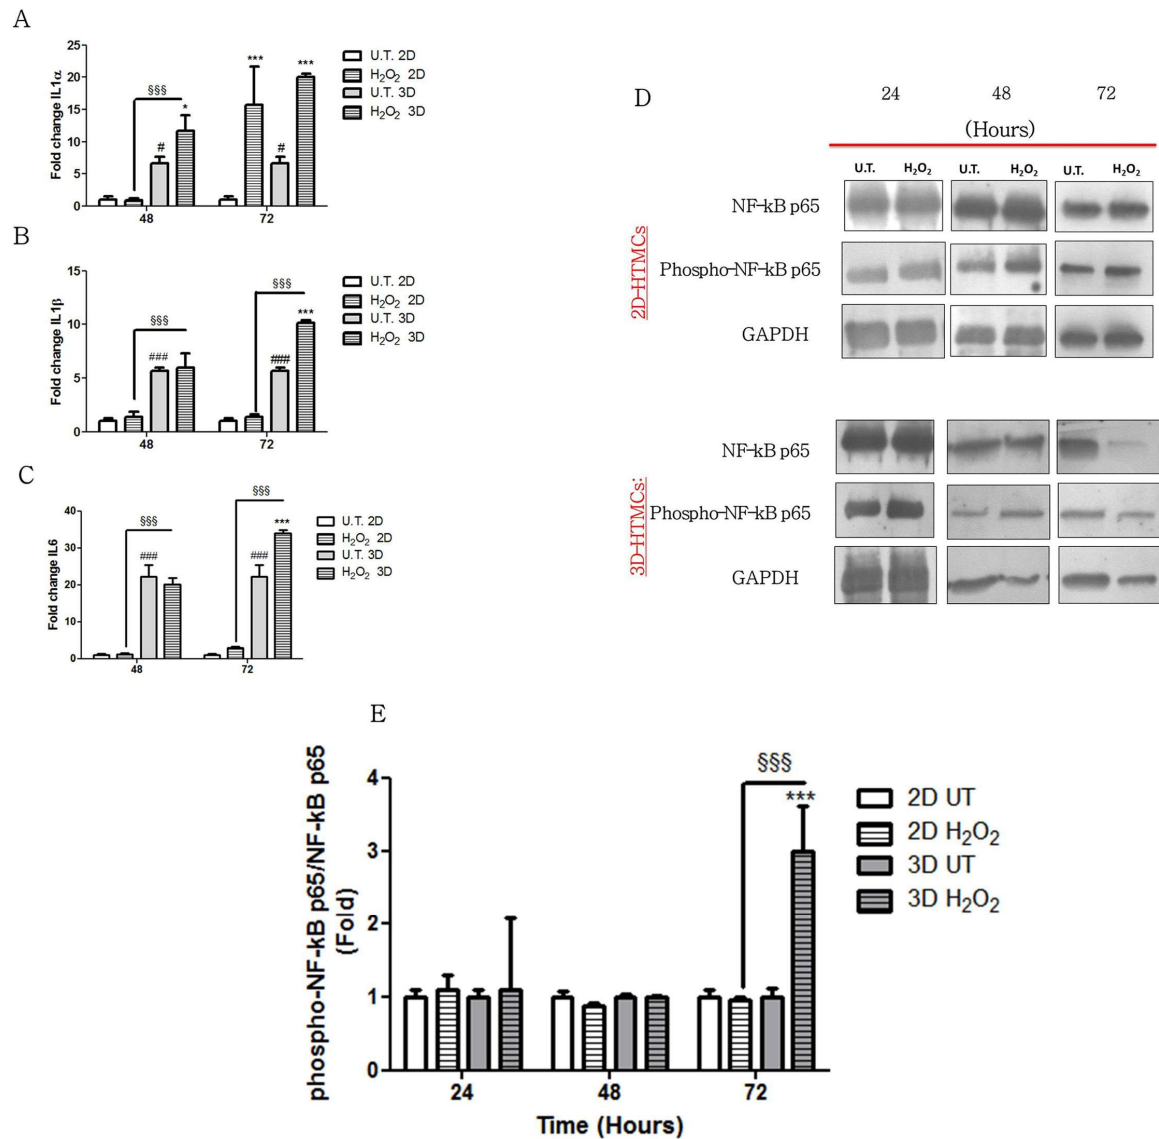 A
Fold change IL1α
25
20
15
10
5
0
§§§
*
#
***
#
***
48
72
U.T. 2D
H₂O₂ 2D
U.T. 3D
H₂O₂ 3D
B
Fold change IL1β
15
10
5
0
§§§
###
§§§
###
***
48
72
U.T. 2D
H₂O₂ 2D
U.T. 3D
H₂O₂ 3D
C
Fold change IL6
40
30
20
10
0
§§§
###
§§§
###
***
48
72
U.T. 2D
H₂O₂ 2D
U.T. 3D
H₂O₂ 3D
D
24 48 72
(Hours)
U.T. H₂O₂ U.T. H₂O₂ U.T. H₂O₂
2D-HTMCs
NF-kB p65
Phospho-NF-kB p65
GAPDH
3D-HTMCs:
NF-kB p65
Phospho-NF-kB p65
GAPDH
E
phospho-NF-kB p65/NF-kB p65
(Fold)
4
3
2
1
0
§§§
***
24 48 72
Time (Hours)
2D UT
2D H₂O₂
3D UT
3D H₂O₂